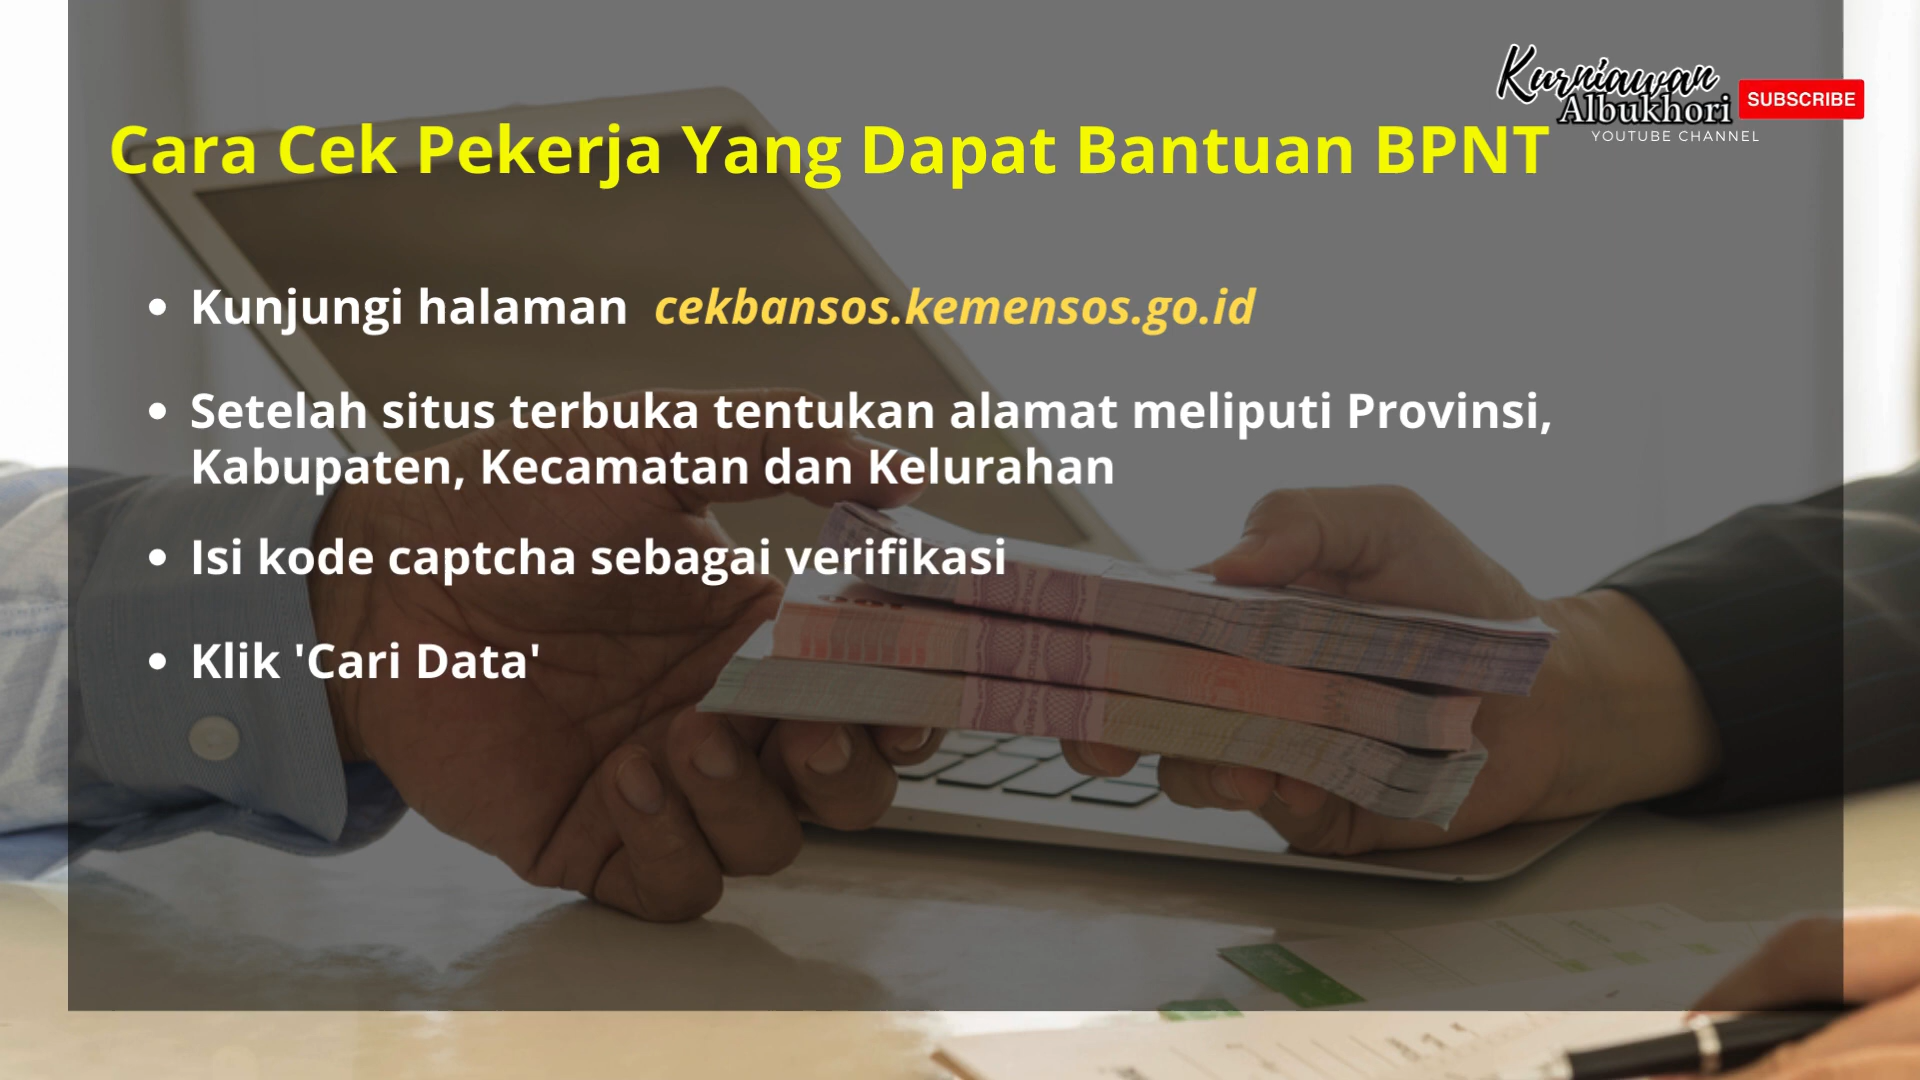 Kurniawan
Albukhori
SUBSCRIBE
YOUTUBE CHANNEL
Cara Cek Pekerja Yang Dapat Bantuan BPNT
• Kunjungi halaman cekbansos.kemensos.go.id
• Setelah situs terbuka tentukan alamat meliputi Provinsi,
Kabupaten, Kecamatan dan Kelurahan
• Isi kode captcha sebagai verifikasi
• Klik 'Cari Data'